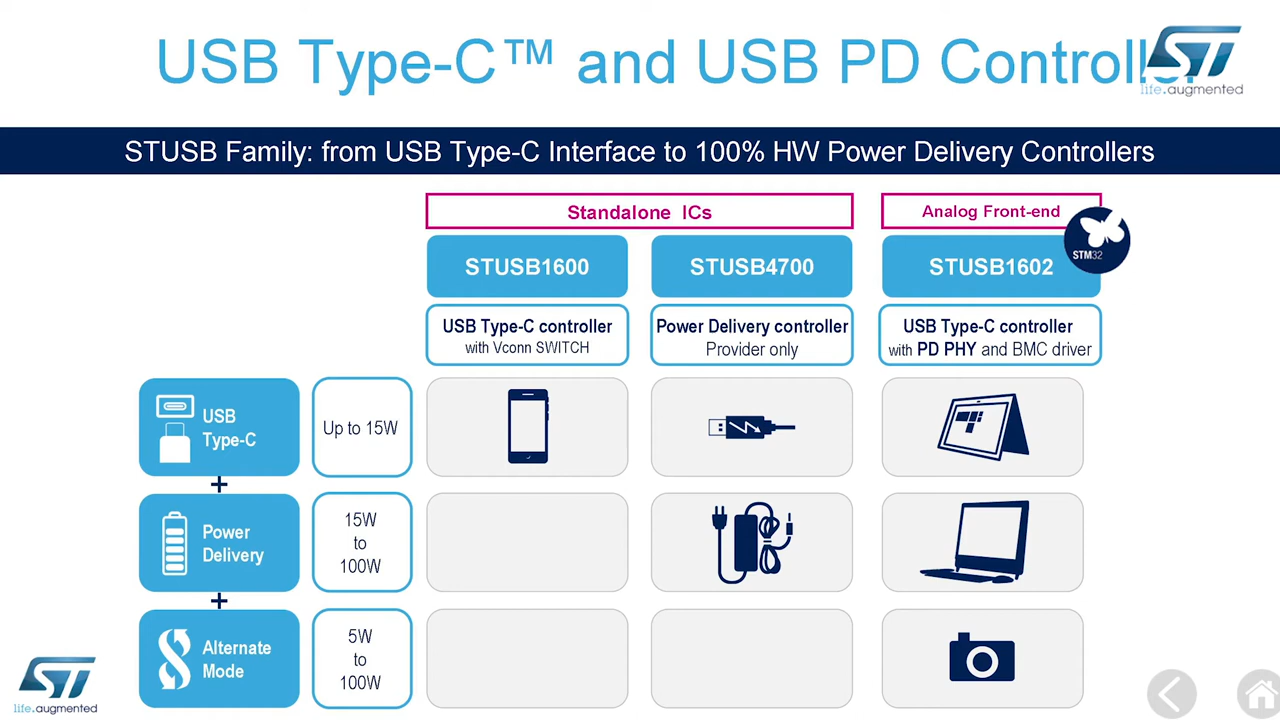 USB Type-C™ and USB PD Controller
ST
life.augmented
STUSB Family: from USB Type-C Interface to 100% HW Power Delivery Controllers
Standalone ICs
Analog Front-end
STM32
STUSB1600
STUSB4700
STUSB1602
USB Type-C controller
with Vconn SWITCH
Power Delivery controller
Provider only
USB Type-C controller
with PD PHY and BMC driver
USB
Type-C
Up to 15W
+
Power
Delivery
15W
to
100W
+
Alternate
Mode
5W
to
100W
ST
life.augmented